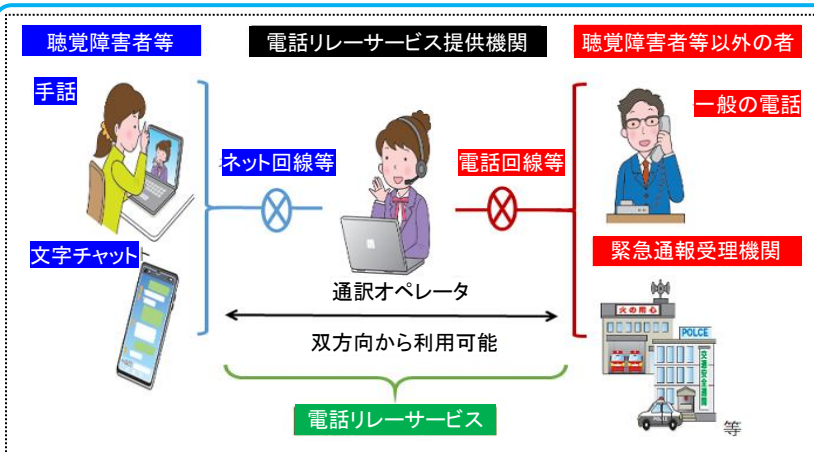 聴覚障害者等
電話リレーサービス提供機関
聴覚障害者等以外の者
手話
一般の電話
ネット回線等
電話回線等
文字チャット
緊急通報受理機関
通訳オペレータ
火の用心
POLCE
双方向から利用可能
交通安全週間
電話リレーサービス
POLICE
等